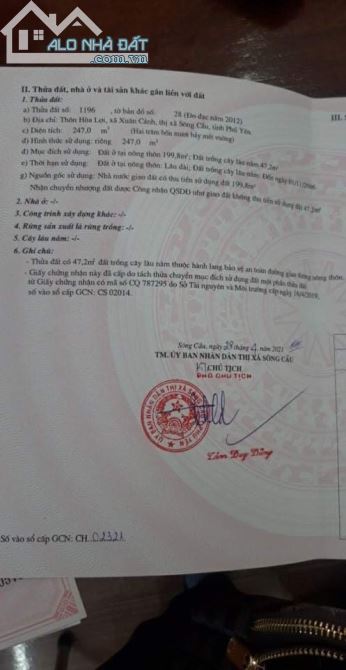 ALO NHÀ ĐẤT
.COM.VN
II. Thửa đất, nhà ở và tài sản khác gắn liền với đất
1. Thửa đất:
a) Thửa đất số: 1196 , tờ bản đồ số: 28 (Đo đạc năm 2012)
b) Địa chỉ: Thôn Hòa Lợi, xã Xuân Cảnh, thị xã Sông Cầu, tỉnh Phú Yên
c) Diện tích: 247,0 m² (Hai trăm bốn mươi bảy mét vuông)
d) Hình thức sử dụng: riêng 247,0 m²
đ) Mục đích sử dụng: Đất ở tại nông thôn 199,8m²; Đất trồng cây lâu năm 47,2m²
e) Thời hạn sử dụng: Đất ở tại nông thôn: Lâu dài; Đất trồng cây lâu năm: Đến ngày
g) Nguồn gốc sử dụng: Nhà nước giao đất có thu tiền sử dụng đất 199,8m²
Nhận chuyển nhượng đất được Công nhận QSDĐ như giao đất không thu tiền sử dụng đất 47,2m²
2. Nhà ở: -/-
3. Công trình xây dựng khác: -/-
4. Rừng sản xuất là rừng trồng: -/-
5. Cây lâu năm: -/-
6. Ghi chú:
- Thửa đất có 47,2m² đất trồng cây lâu năm thuộc hành lang bảo vệ an toàn đường giao thông nông thôn.
- Giấy chứng nhận này đã cấp do tách thửa chuyển mục đích sử dụng đất một phần thửa đất
từ Giấy chứng nhận có mã số CQ 787295 do Sở Tài nguyên và Môi trường cấp ngày 18/4/2019,
số vào sổ cấp GCN: CS 02014.
III. 
Sông Cầu, ngày 28 tháng 4 năm 2021
TM. ỦY BAN NHÂN DÂN THỊ XÃ SÔNG CẦU
KT CHỦ TỊCH
PHÓ CHỦ TỊCH
Lâm Duy Dũng
Số vào sổ cấp GCN: CH 02321